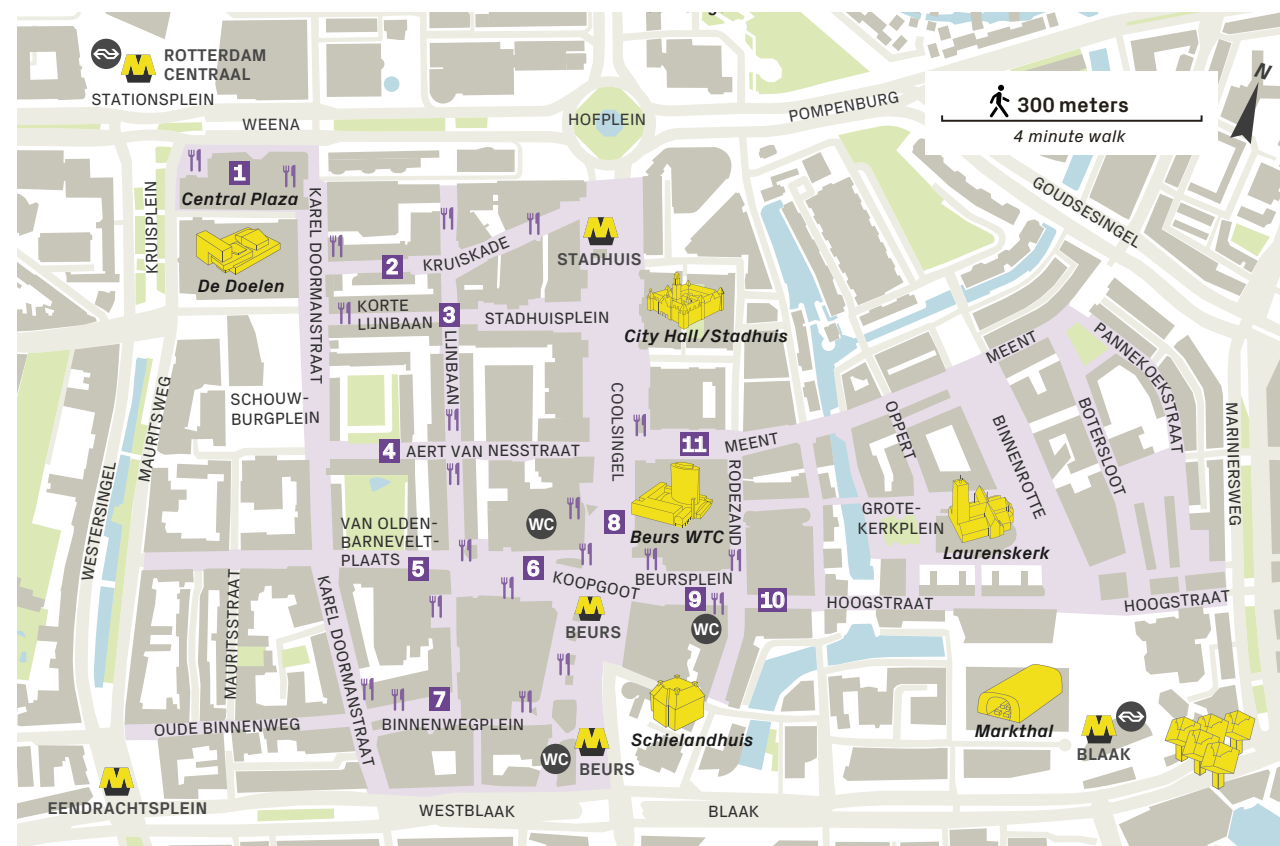 ROTTERDAM
CENTRAAL
STATIONSPLEIN
WEENA
HOFPLEIN
POMPENBURG
300 meters
4 minute walk
N
GOUDSESINGEL
KRUISPLEIN
1
Central Plaza
De Doelen
KAREL DOORMANSTRAAT
2
KRUISKADE
STADHUIS
KORTE
LIJNBAAN
3
STADHUISPLEIN
City Hall/Stadhuis
LIJNBAAN
MEENT
PANNEKOEKSTRAAT
MAURITSWEG
SCHOUW-
BURGPLEIN
COOLSINGEL
OPPERT
BINNENROTTE
BOTERSLOOT
MARINIERSWEG
4
AERT VAN NESSTRAAT
11
MEENT
RODEZAND
WESTERSINGEL
VAN OLDEN-
BARNEVELT-
PLAATS
WC
8
Beurs WTC
GROTE-
KERKPLEIN
Laurenskerk
5
6
KOOPGOOT
BEURSPLEIN
9
10
HOOGSTRAAT
HOOGSTRAAT
MAURITSSTRAAT
KAREL DOORMANSTRAAT
BEURS
WC
7
OUDE BINNENWEG
BINNENWEGPLEIN
Schielandhuis
Markthal
BLAAK
WC
BEURS
EENDRACHTSPLEIN
WESTBLAAK
BLAAK